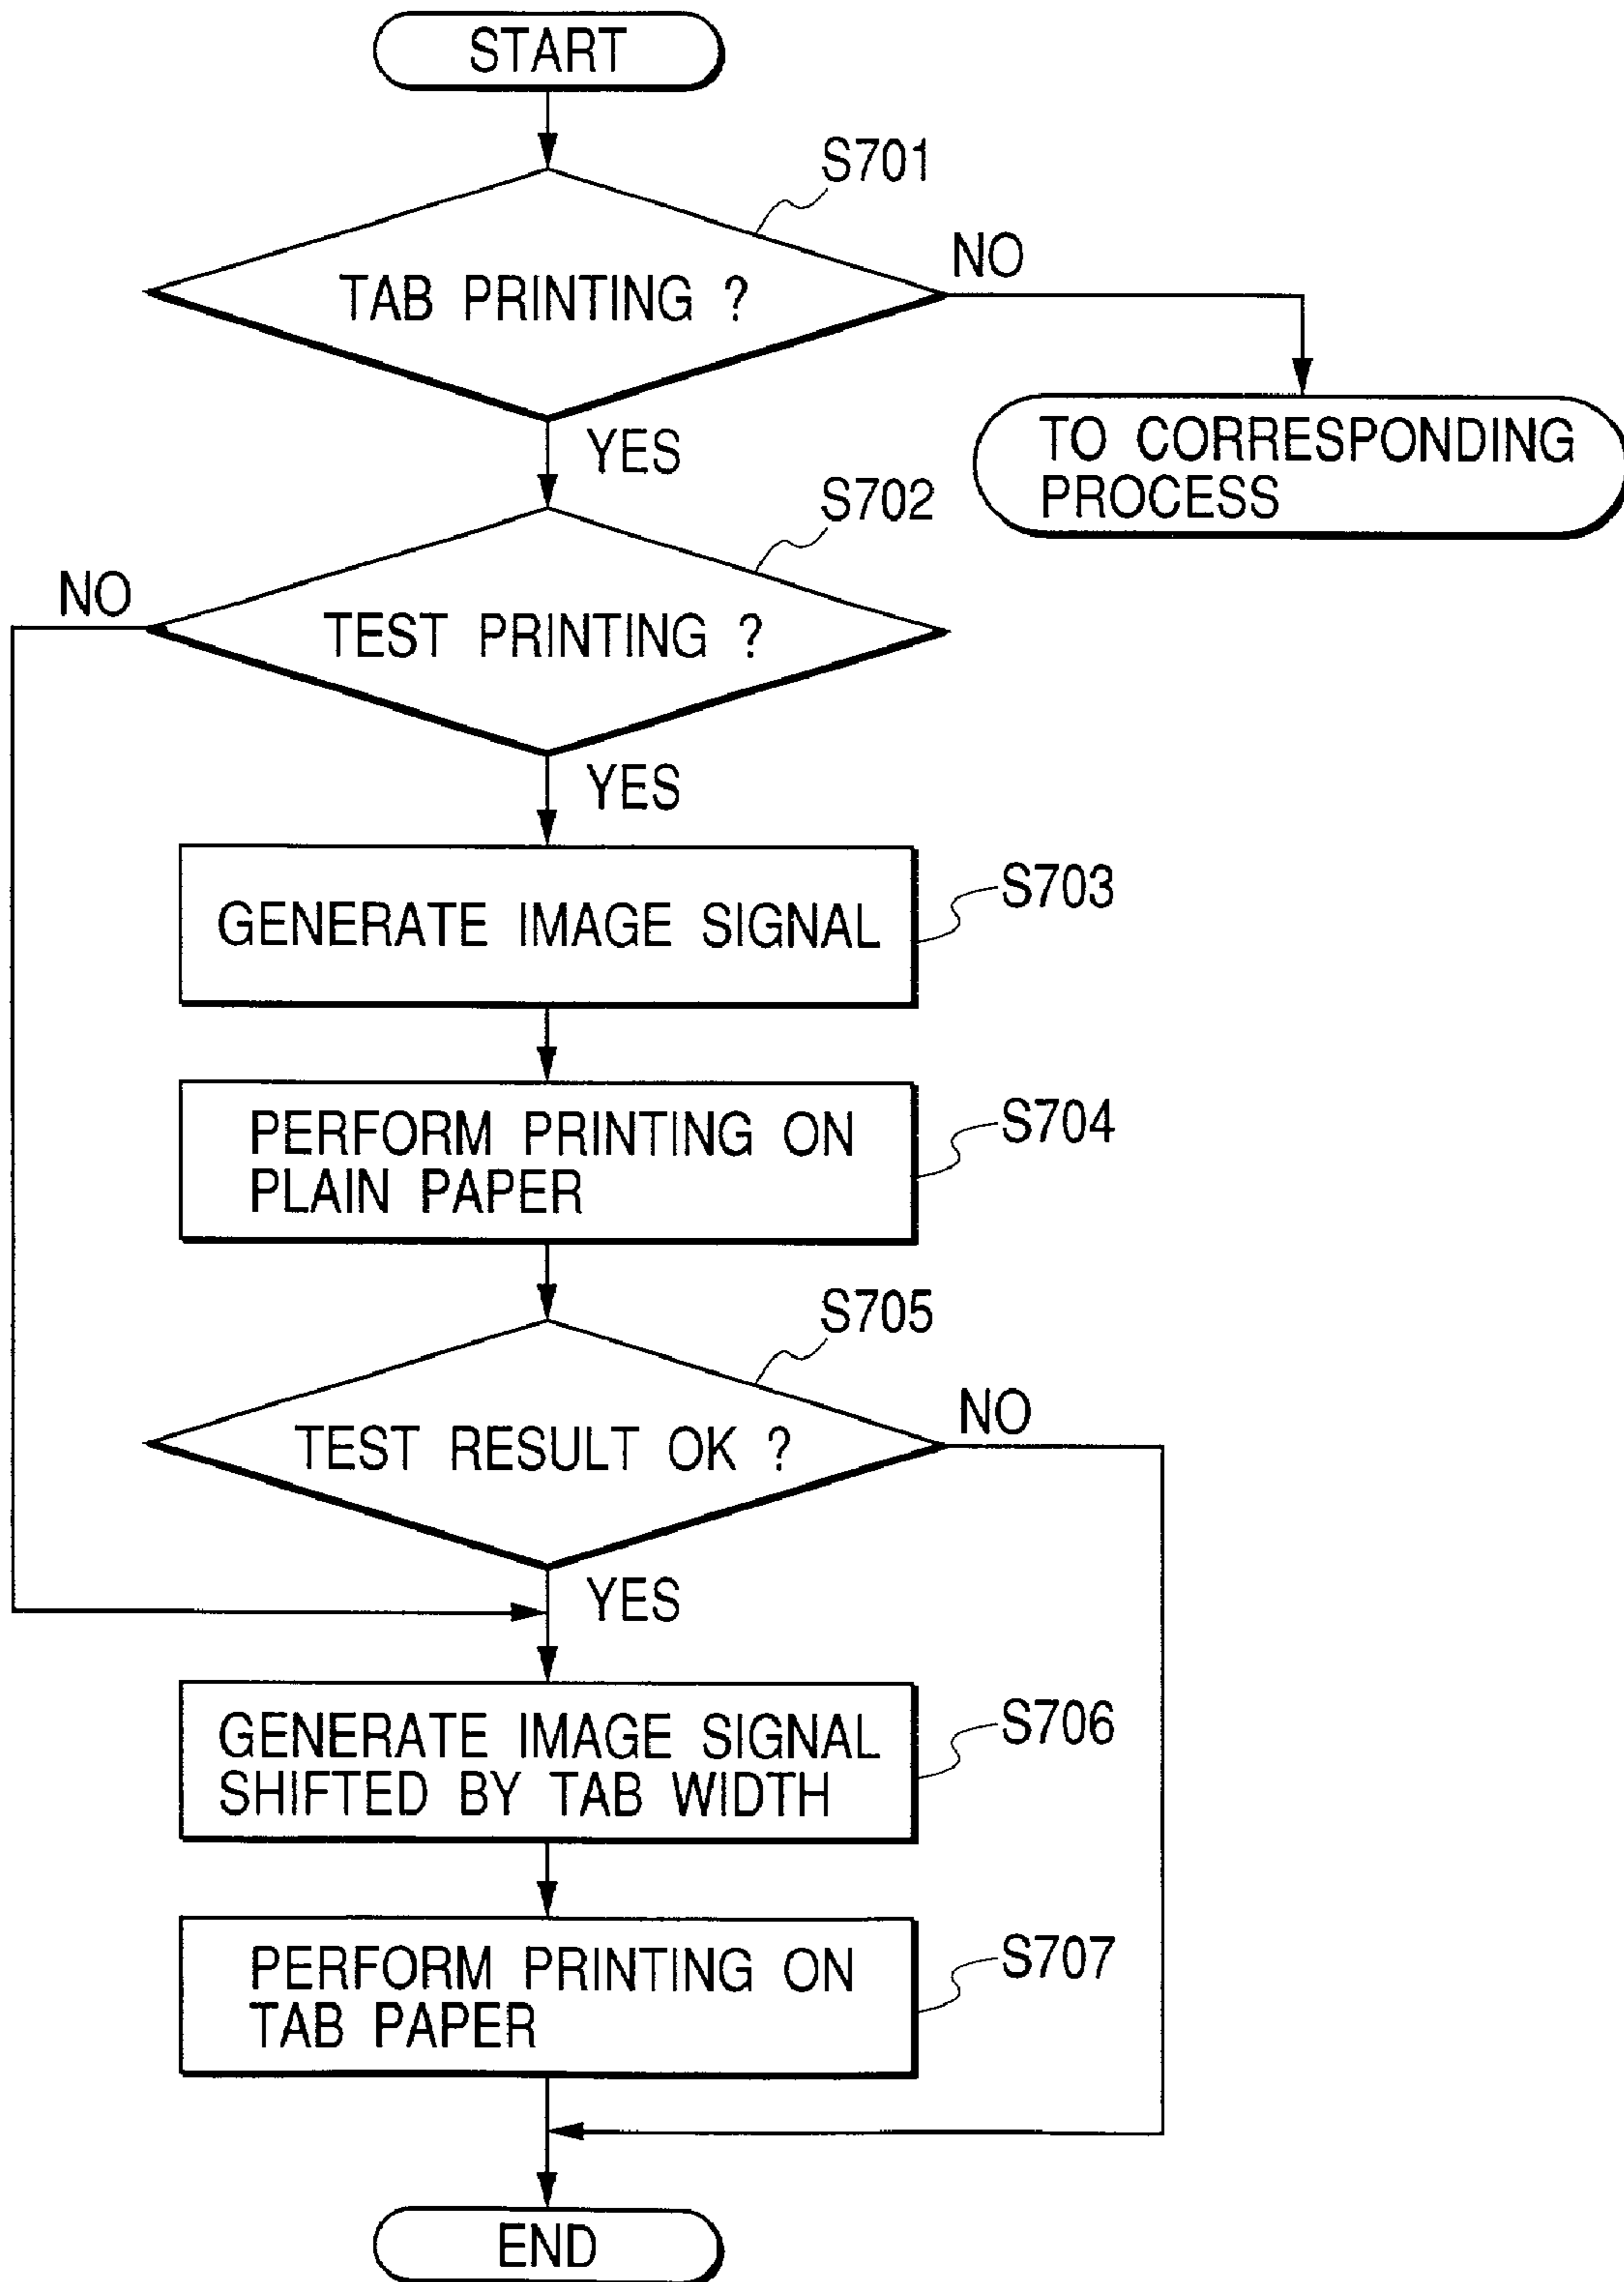 START
S701
TAB PRINTING ?
NO
YES
TO CORRESPONDING
PROCESS
S702
NO
TEST PRINTING ?
YES
S703
GENERATE IMAGE SIGNAL
S704
PERFORM PRINTING ON
PLAIN PAPER
S705
TEST RESULT OK ?
NO
YES
S706
GENERATE IMAGE SIGNAL
SHIFTED BY TAB WIDTH
S707
PERFORM PRINTING ON
TAB PAPER
END